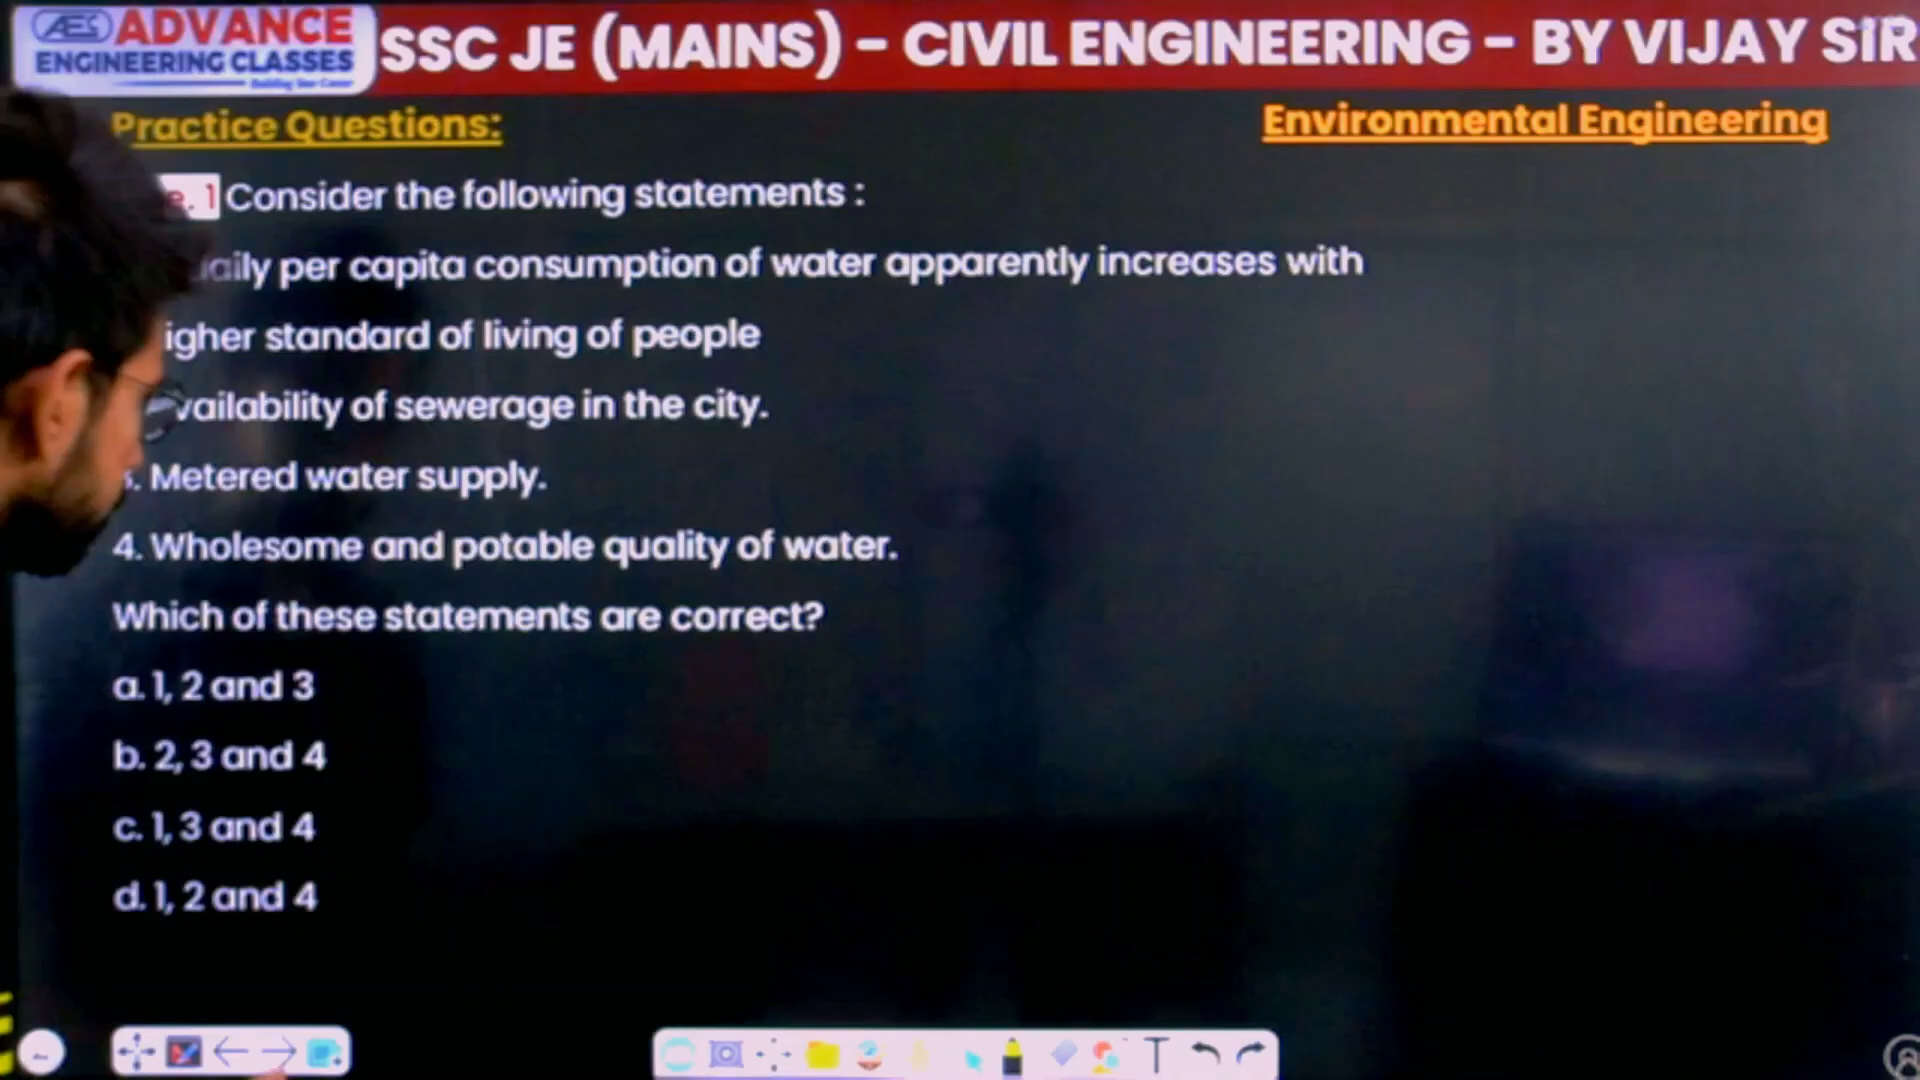 AES ADVANCE
ENGINEERING CLASSES
SSC JE (MAINS) - CIVIL ENGINEERING - BY VIJAY SIR
Practice Questions:
Environmental Engineering
e. 1 Consider the following statements :
aily per capita consumption of water apparently increases with
igher standard of living of people
vailability of sewerage in the city.
. Metered water supply.
4. Wholesome and potable quality of water.
Which of these statements are correct?
a. 1, 2 and 3
b. 2, 3 and 4
c. 1, 3 and 4
d. 1, 2 and 4
T